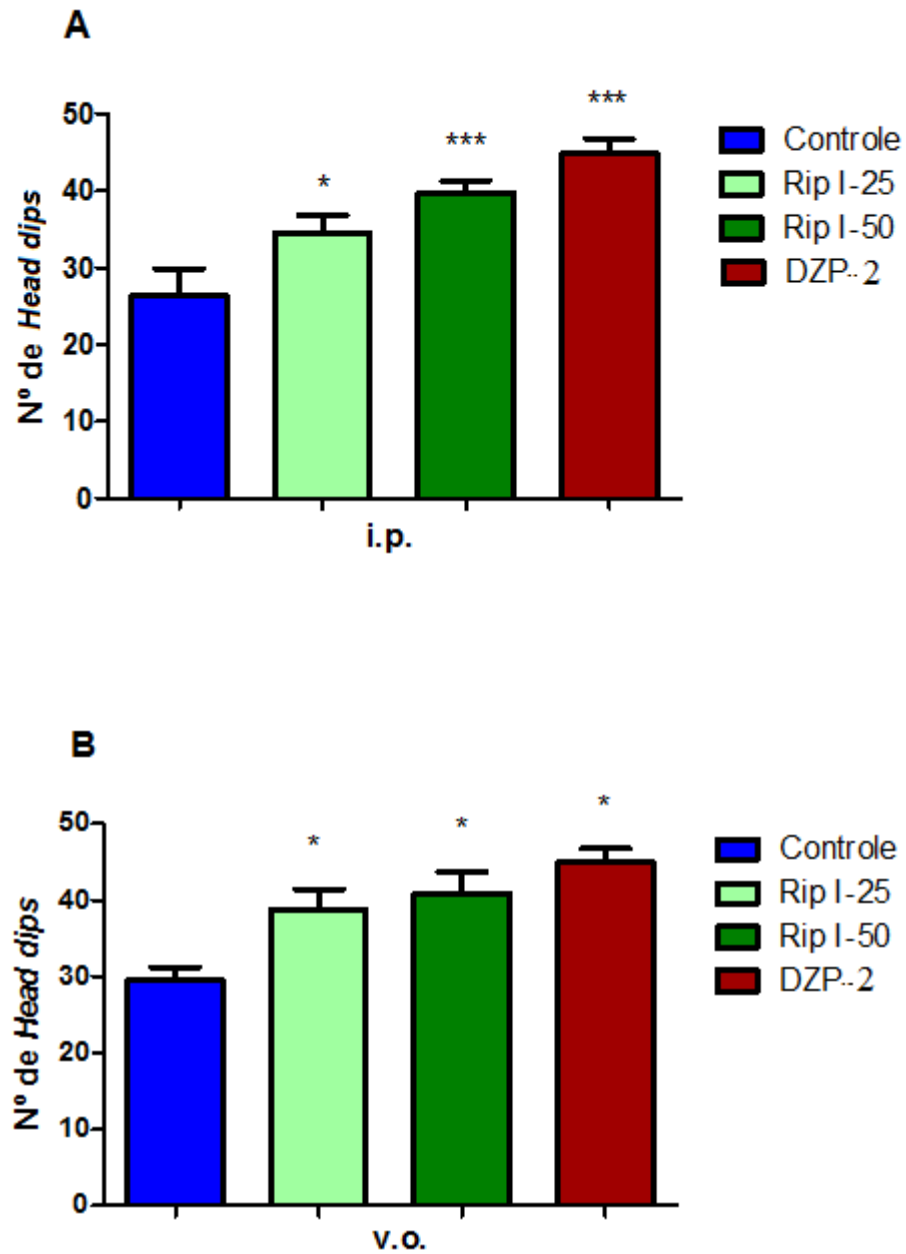 A
***
***
*
50
40
30
20
10
0
Nº de Head dips
i.p.
Controle
Rip I-25
Rip I-50
DZP-2
B
*
*
*
50
40
30
20
10
0
Nº de Head dips
v.o.
Controle
Rip I-25
Rip I-50
DZP-2